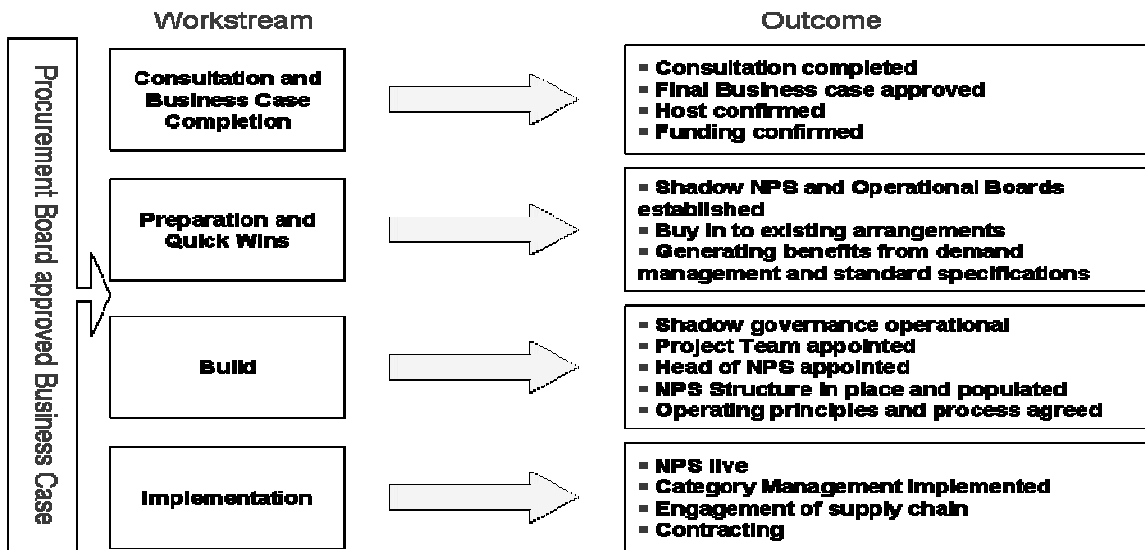 Workstream
Outcome
Procurement Board approved Business Case
Consultation and
Business Case
Completion
▪ Consultation completed
▪ Final Business case approved
▪ Host confirmed
▪ Funding confirmed
Preparation and
Quick Wins
▪ Shadow NPS and Operational Boards
established
▪ Buy in to existing arrangements
▪ Generating benefits from demand
management and standard specifications
Build
▪ Shadow governance operational
▪ Project Team appointed
▪ Head of NPS appointed
▪ NPS Structure in place and populated
▪ Operating principles and process agreed
Implementation
▪ NPS live
▪ Category Management Implemented
▪ Engagement of supply chain
▪ Contracting